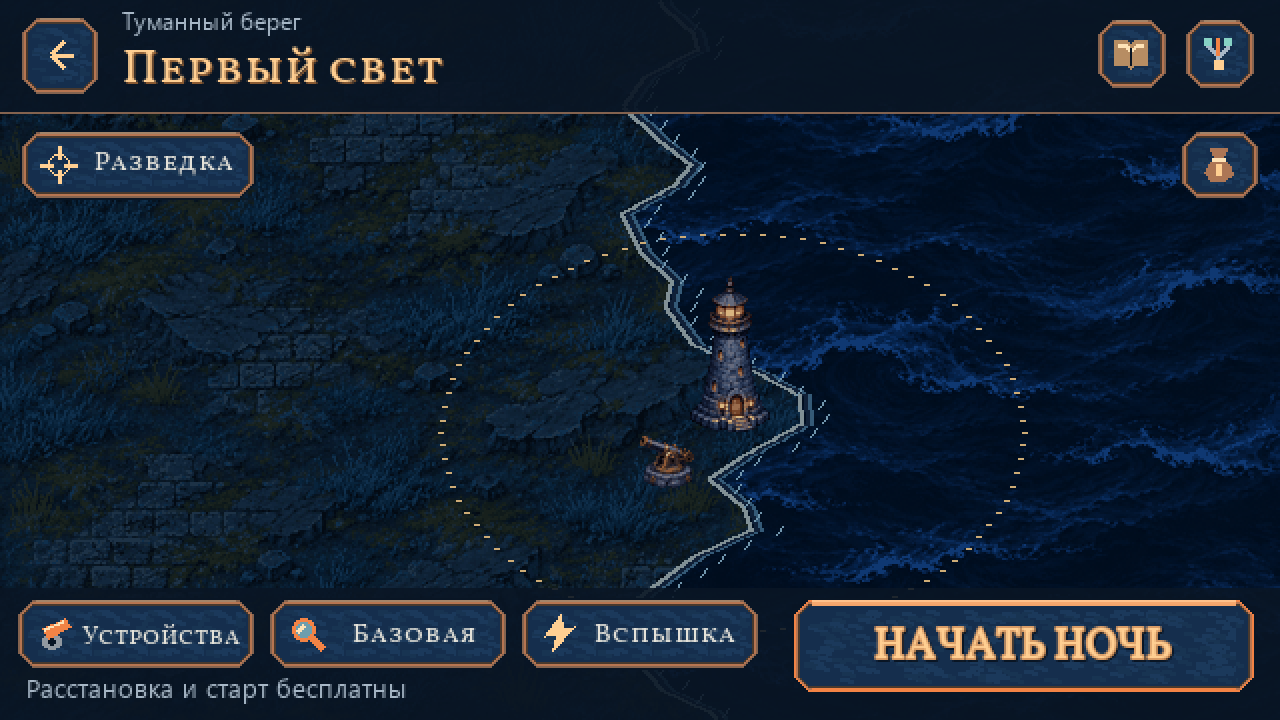 Туманный берег
Первый свет
Разведка
Устройства
Базовая
Вспышка
НАЧАТЬ НОЧЬ
Расстановка и старт бесплатны